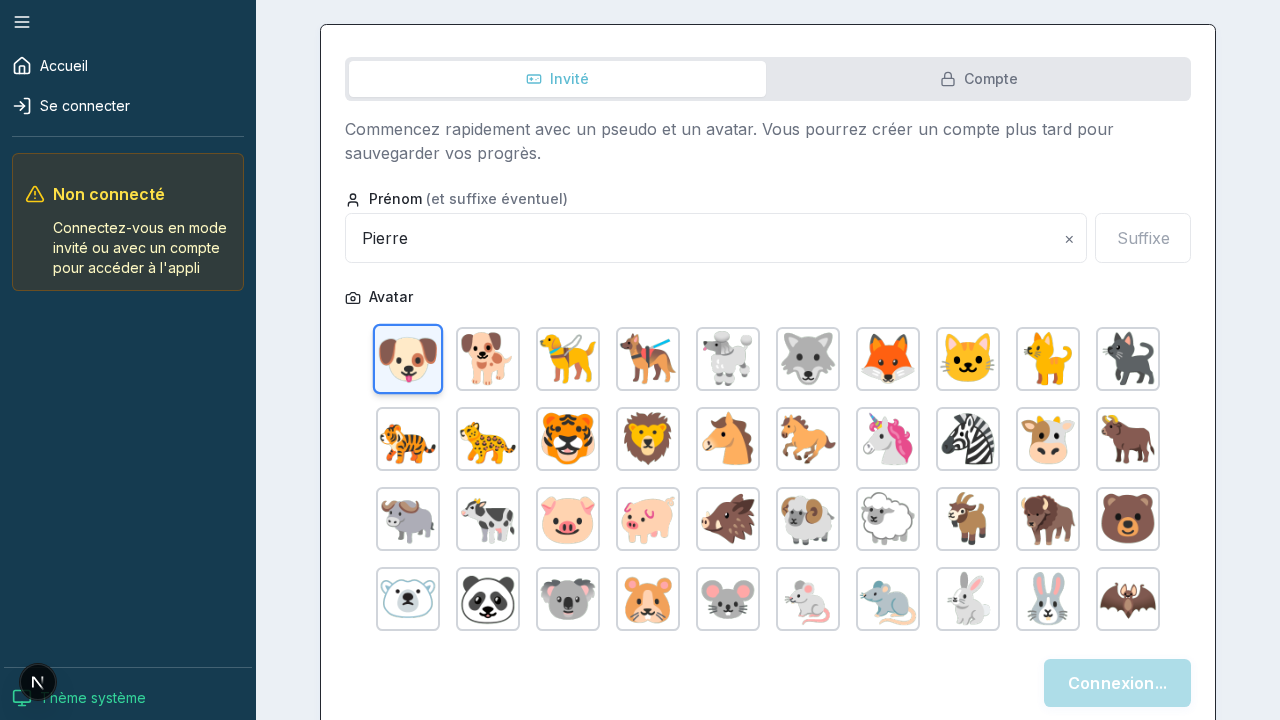 Accueil
Se connecter
Non connecté
Connectez-vous en mode
invité ou avec un compte
pour accéder à l'appli
N
Thème système
Invité
Compte
Commencez rapidement avec un pseudo et un avatar. Vous pourrez créer un compte plus tard pour
sauvegarder vos progrès.
Prénom (et suffixe éventuel)
Pierre
×
Suffixe
Avatar
Connexion...